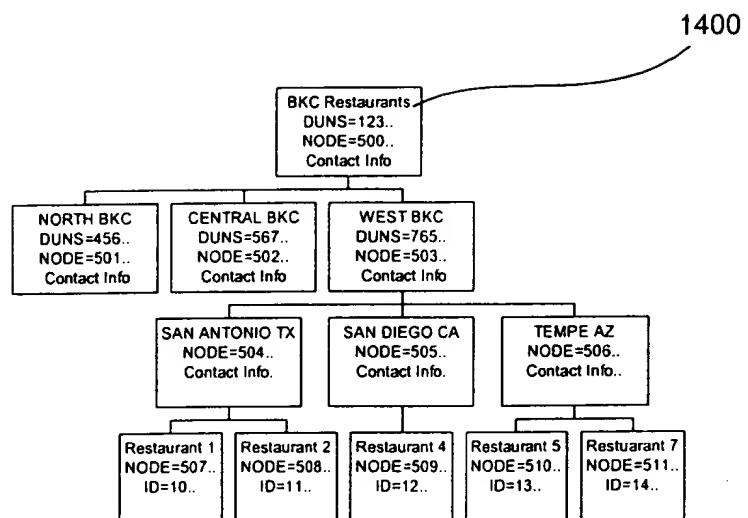 1400
BKC Restaurants
DUNS=123..
NODE=500..
Contact Info
NORTH BKC
DUNS=456..
NODE=501..
Contact Info
CENTRAL BKC
DUNS=567..
NODE=502..
Contact Info
WEST BKC
DUNS=765..
NODE=503..
Contact Info
SAN ANTONIO TX
NODE=504..
Contact Info.
SAN DIEGO CA
NODE=505..
Contact Info.
TEMPE AZ
NODE=506..
Contact Info..
Restaurant 1
NODE=507..
ID=10..
Restaurant 2
NODE=508..
ID=11..
Restaurant 4
NODE=509..
ID=12..
Restaurant 5
NODE=510..
ID=13..
Restuarant 7
NODE=511..
ID=14..